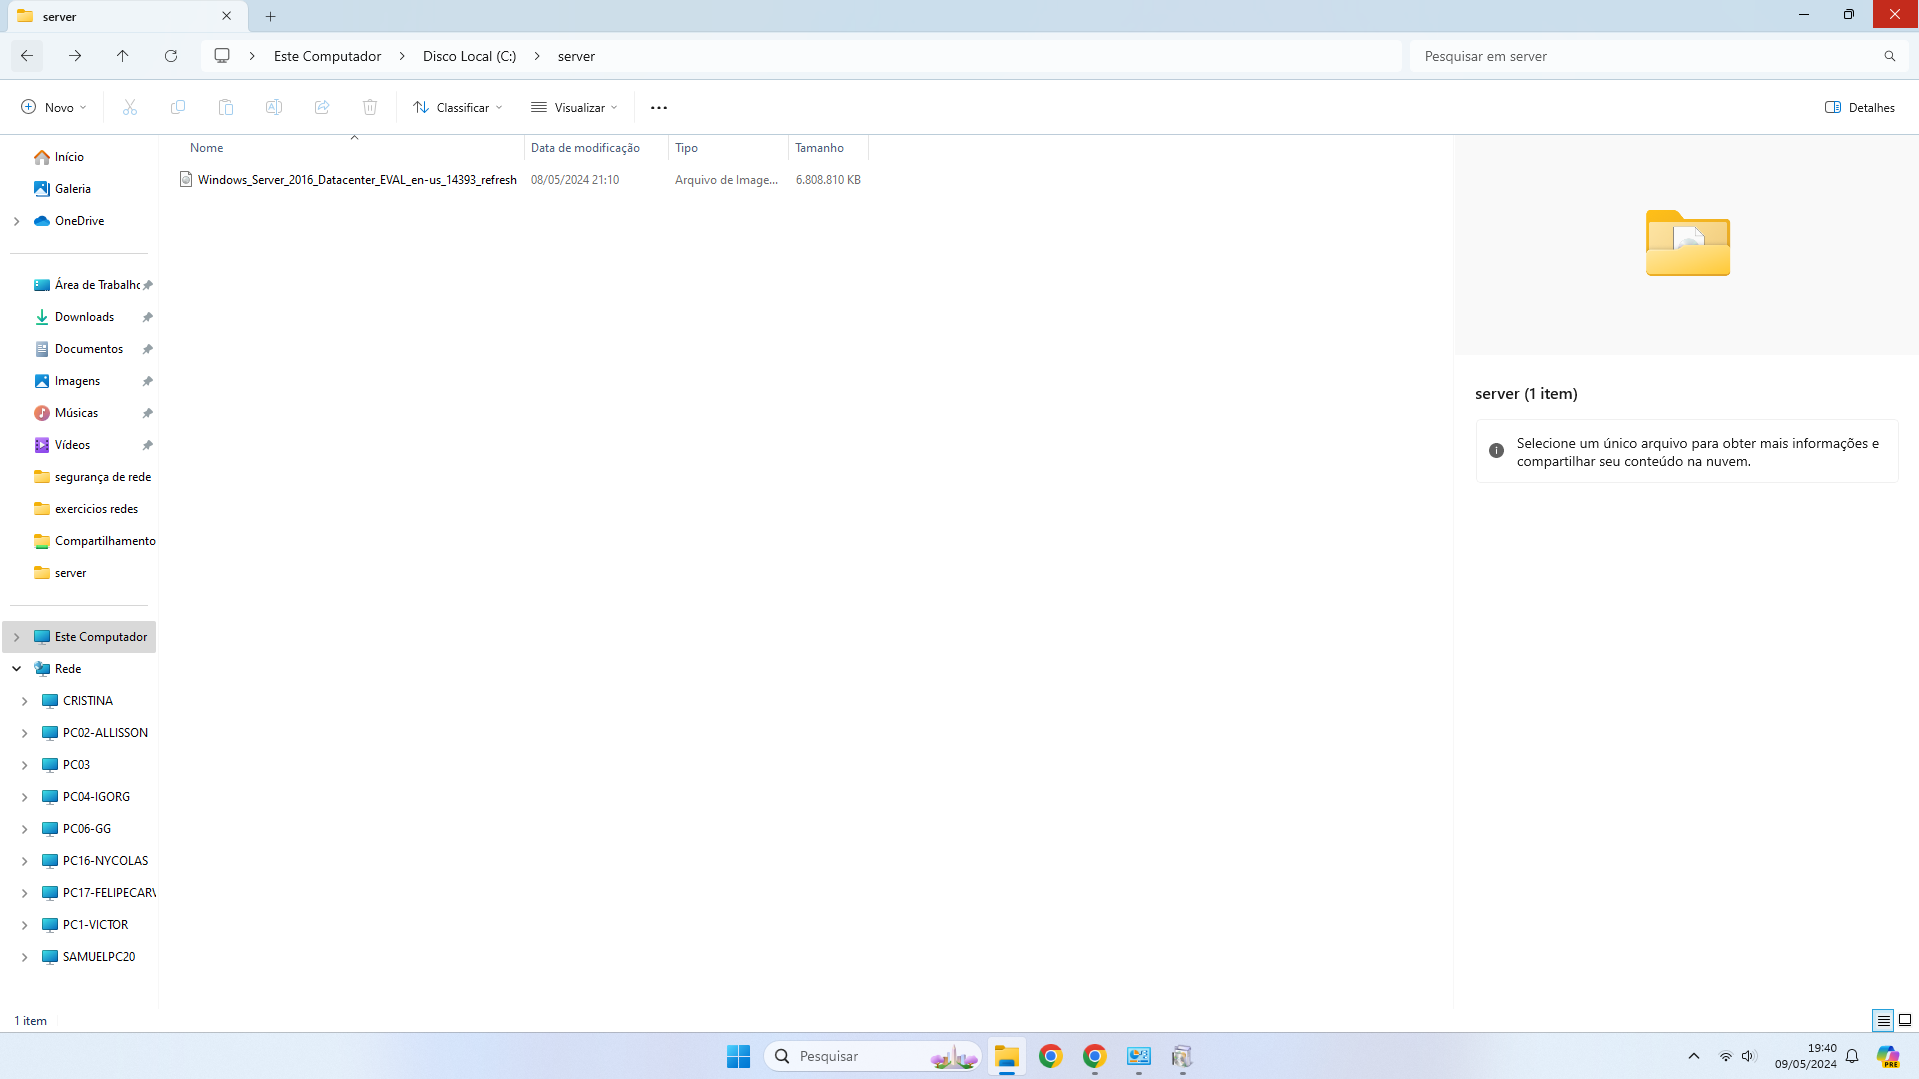 server
Este Computador
Disco Local (C:)
server
Pesquisar em server
Novo
Classificar
Visualizar
Detalhes
Nome
Data de modificação
Tipo
Tamanho
Windows_Server_2016_Datacenter_EVAL_en-us_14393_refresh
08/05/2024 21:10
Arquivo de Image...
6.808.810 KB
Início
Galeria
OneDrive
Área de Trabalho
Downloads
Documentos
Imagens
Músicas
Vídeos
segurança de rede
exercicios redes
Compartilhamento
server
Este Computador
Rede
CRISTINA
PC02-ALLISSON
PC03
PC04-IGORG
PC06-GG
PC16-NYCOLAS
PC17-FELIPECARV
PC1-VICTOR
SAMUELPC20
server (1 item)
Selecione um único arquivo para obter mais informações e
compartilhar seu conteúdo na nuvem.
1 item
Pesquisar
19:40
09/05/2024
PRE